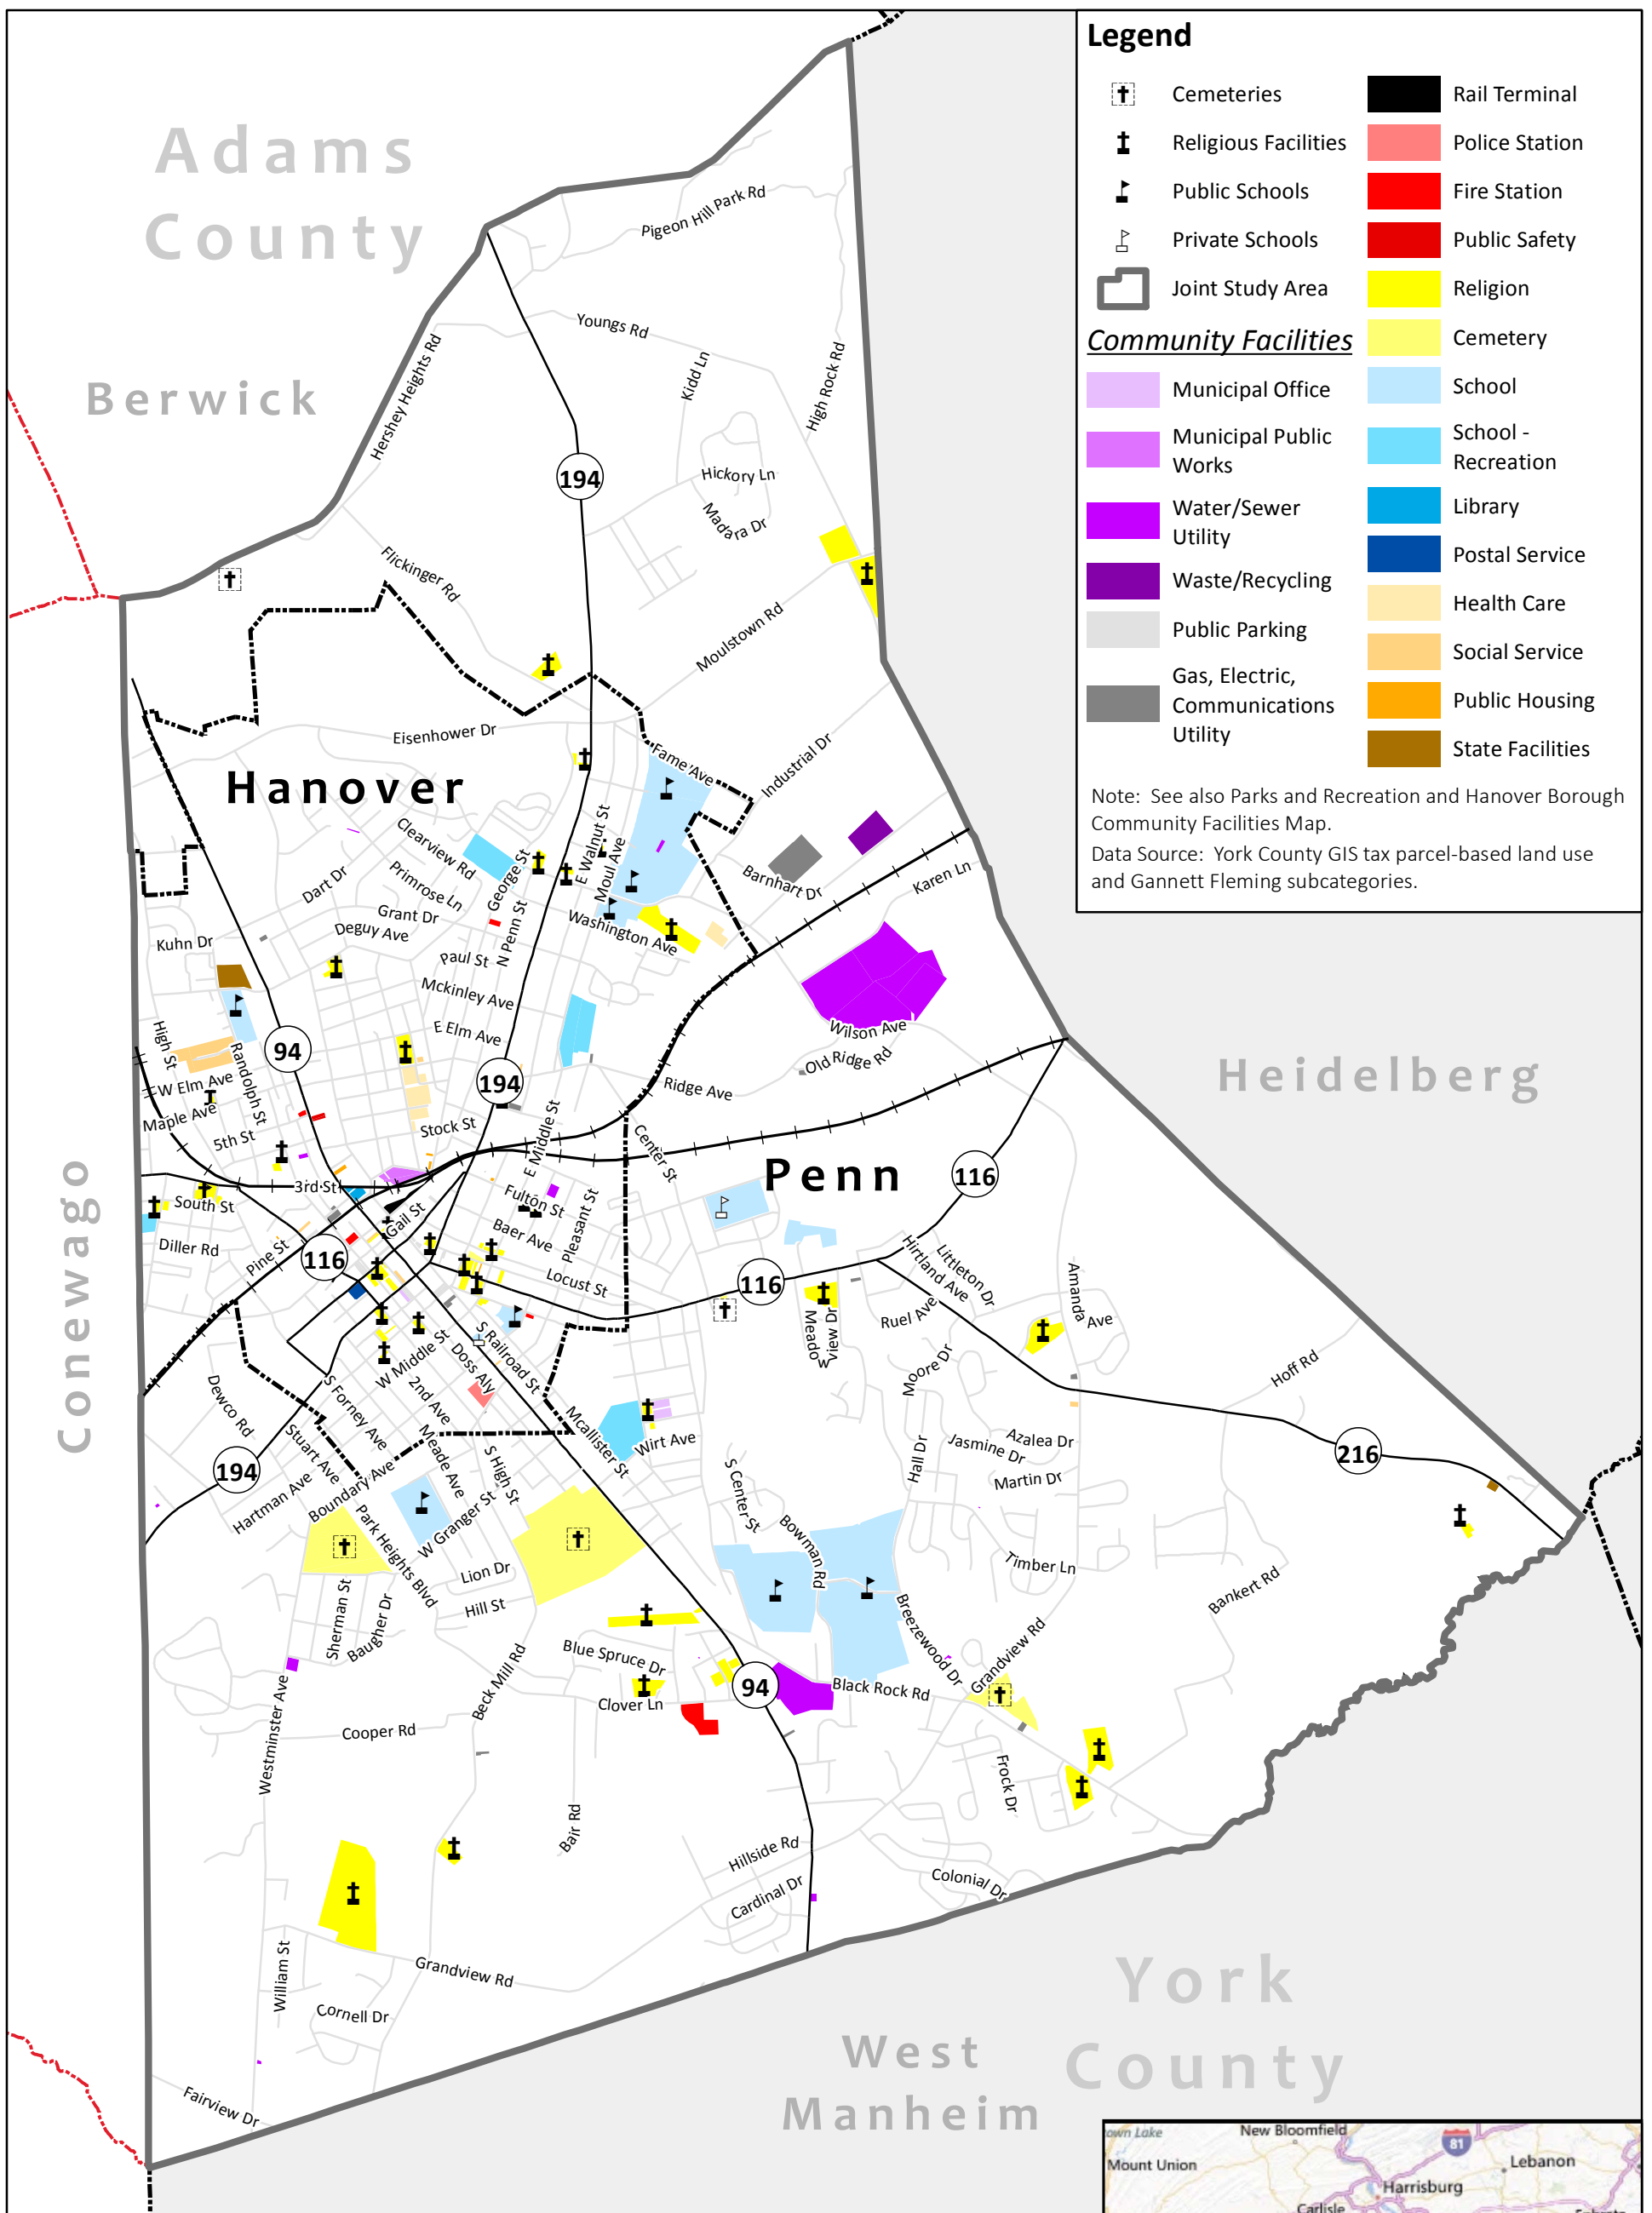 Legend
Cemeteries
Religious Facilities
Public Schools
Private Schools
Joint Study Area
Community Facilities
Municipal Office
Municipal Public
Works
Water/Sewer
Utility
Waste/Recycling
Public Parking
Gas, Electric,
Communications
Utility
Rail Terminal
Police Station
Fire Station
Public Safety
Religion
Cemetery
School
School -
Recreation
Library
Postal Service
Health Care
Social Service
Public Housing
State Facilities
Note: See also Parks and Recreation and Hanover Borough
Community Facilities Map.
Data Source: York County GIS tax parcel-based land use
and Gannett Fleming subcategories.
Adams
County
Berwick
Pigeon Hill Park Rd
Youngs Rd
Hershey Heights Rd
Kidd Ln
High Rock Rd
194
Hickory Ln
Madara Dr
Flickinger Rd
Moulstown Rd
Eisenhower Dr
Hanover
Fame Ave
Industrial Dr
Clearview Rd
George St
E Walnut St
Moul Ave
Primrose Ln
Dart Dr
Grant Dr
Deguy Ave
N Penn St
Washington Ave
Barnhart Dr
Karen Ln
Kuhn Dr
Paul St
Mckinley Ave
E Elm Ave
High St
Randolph St
94
194
W Elm Ave
Maple Ave
5th St
Stock St
E Middle St
Wilson Ave
Old Ridge Rd
Ridge Ave
Center St
Heidelberg
Penn
116
Conewago
3rd St
South St
Gail St
Fulton St
Baer Ave
Pleasant St
Diller Rd
Pine St
116
Locust St
116
Hirtland Ave
Littleton Dr
Amanda
Ave
Ruel Ave
Meadow
view Dr
Moore Dr
Hoff Rd
S Railroad St
W Middle St
Doss Aly
2nd Ave
S Forney Ave
Dewco Rd
Stuart Ave
Meade Ave
Mcallister St
Wirt Ave
Hall Dr
Azalea Dr
Jasmine Dr
Martin Dr
216
194
Hartman Ave
Boundary Ave
S High St
W Granger St
Park Heights Blvd
S Center St
Bowman Rd
Timber Ln
Bankert Rd
Lion Dr
Hill St
Sherman St
Baugher Dr
Breezewood Dr
Grandview Rd
Blue Spruce Dr
Clover Ln
94
Black Rock Rd
Beck Mill Rd
Westminster Ave
Cooper Rd
Frock Dr
Bair Rd
Hillside Rd
Cardinal Dr
Colonial Dr
Grandview Rd
William St
Cornell Dr
Fairview Dr
York
County
West
Manheim
New Bloomfield
81
Mount Union
Lebanon
Harrisburg